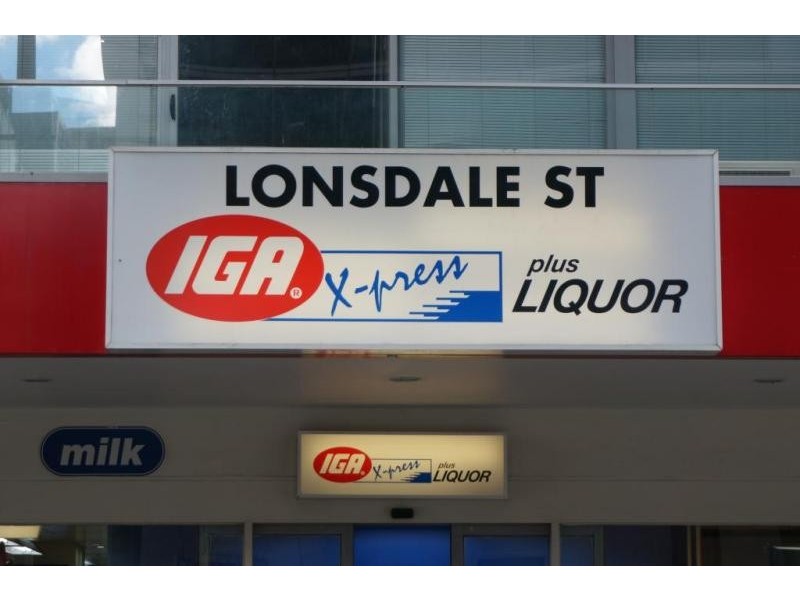 LONSDALE ST
IGA® X-press plus LIQUOR
milk
IGA® X-press plus LIQUOR